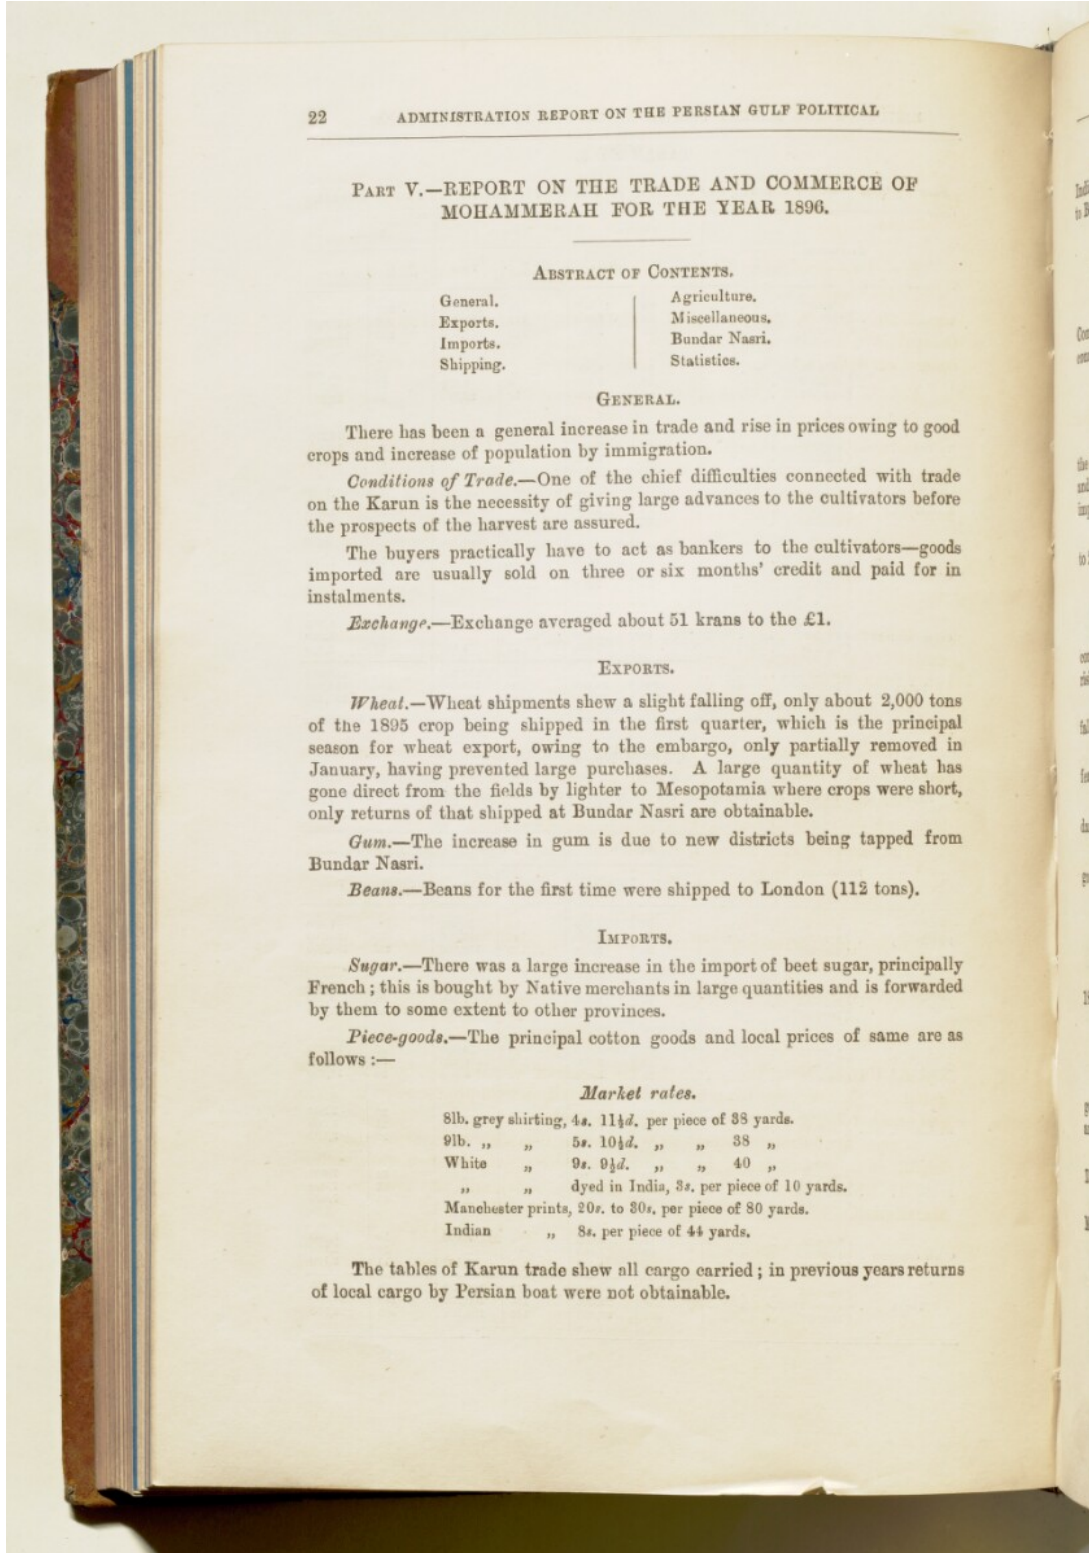 22 ADMINISTRATION REPORT ON THE PERSIAN GULF POLITICAL
PART V.—REPORT ON THE TRADE AND COMMERCE OF
MOHAMMERAH FOR THE YEAR 1896.
ABSTRACT OF CONTENTS.
General.
Exports.
Imports.
Shipping.
Agriculture.
Miscellaneous.
Bundar Nasri.
Statistics.
GENERAL.
There has been a general increase in trade and rise in prices owing to good
crops and increase of population by immigration.
Conditions of Trade.—One of the chief difficulties connected with trade
on the Karun is the necessity of giving large advances to the cultivators before
the prospects of the harvest are assured.
The buyers practically have to act as bankers to the cultivators—goods
imported are usually sold on three or six months' credit and paid for in
instalments.
Exchange.—Exchange averaged about 51 krans to the £1.
EXPORTS.
Wheat.—Wheat shipments shew a slight falling off, only about 2,000 tons
of the 1895 crop being shipped in the first quarter, which is the principal
season for wheat export, owing to the embargo, only partially removed in
January, having prevented large purchases. A large quantity of wheat has
gone direct from the fields by lighter to Mesopotamia where crops were short,
only returns of that shipped at Bundar Nasri are obtainable.
Gum.—The increase in gum is due to new districts being tapped from
Bundar Nasri.
Beans.—Beans for the first time were shipped to London (112 tons).
IMPORTS.
Sugar.—There was a large increase in the import of beet sugar, principally
French; this is bought by Native merchants in large quantities and is forwarded
by them to some extent to other provinces.
Piece-goods.—The principal cotton goods and local prices of same are as
follows:—
Market rates.
8lb. grey shirting, 4s. 11½d. per piece of 38 yards.
9lb. „ „ 5s. 10½d. „ „ 38 „
White „ 9s. 9½d. „ „ 40 „
„ „ dyed in India, 3s. per piece of 10 yards.
Manchester prints, 20s. to 30s. per piece of 80 yards.
Indian „ 8s. per piece of 44 yards.
The tables of Karun trade shew all cargo carried; in previous years returns
of local cargo by Persian boat were not obtainable.